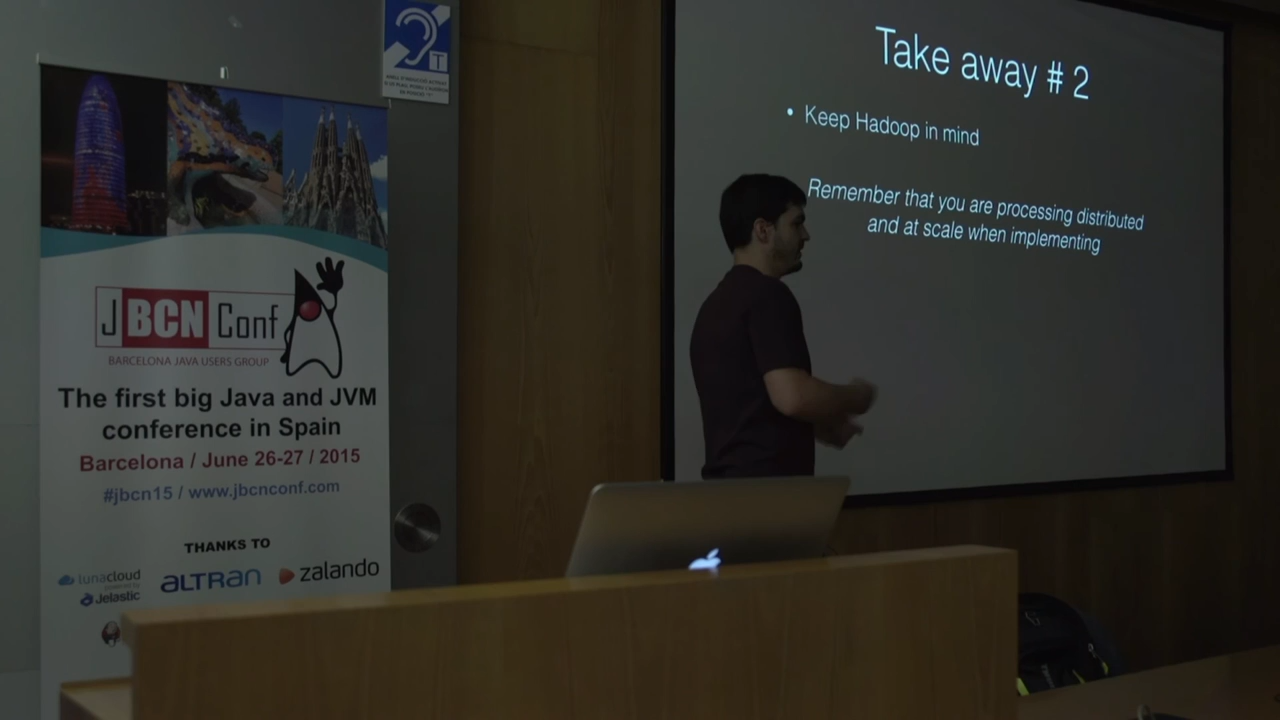 T
Take away # 2
• Keep Hadoop in mind
Remember that you are processing distributed
and at scale when implementing
JBCNConf
BARCELONA JAVA USERS GROUP
The first big Java and JVM
conference in Spain
Barcelona / June 26-27 / 2015
#jbcn15 / www.jbcnconf.com
THANKS TO
lunacloud
powered by
Jelastic
ALTRAN
zalando